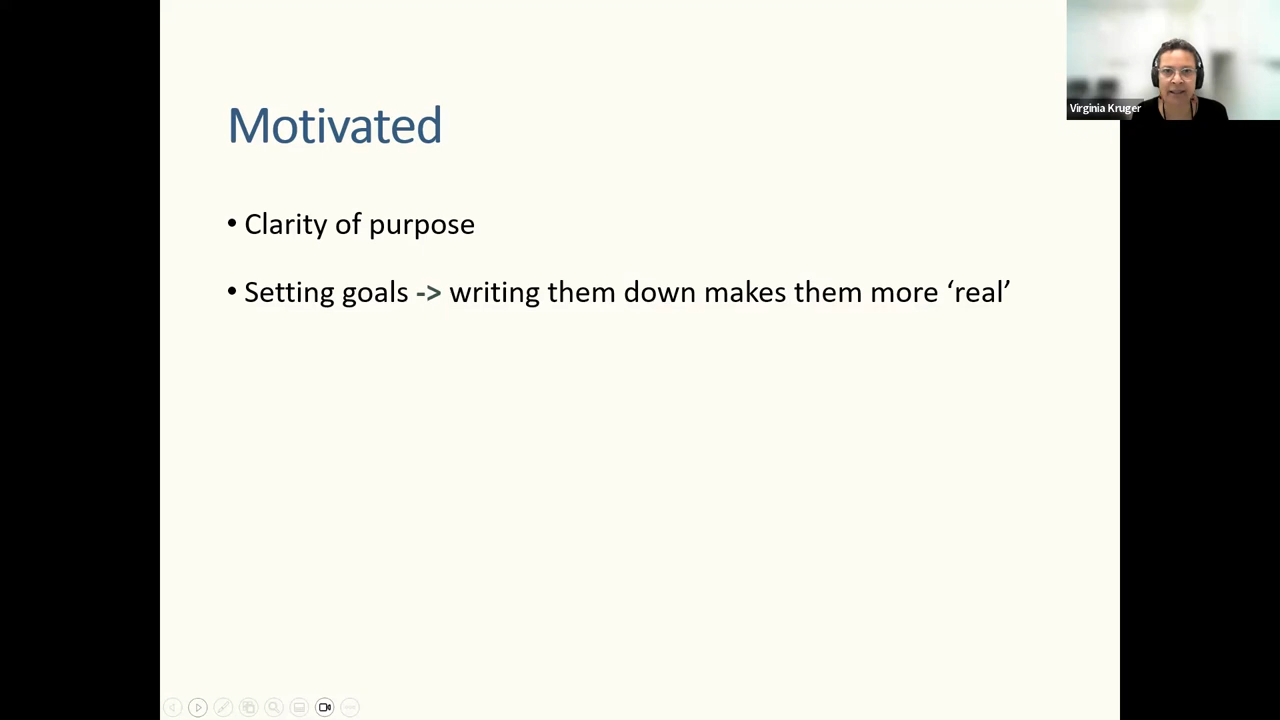 Virginia Kruger
Motivated
• Clarity of purpose
• Setting goals -> writing them down makes them more ‘real’